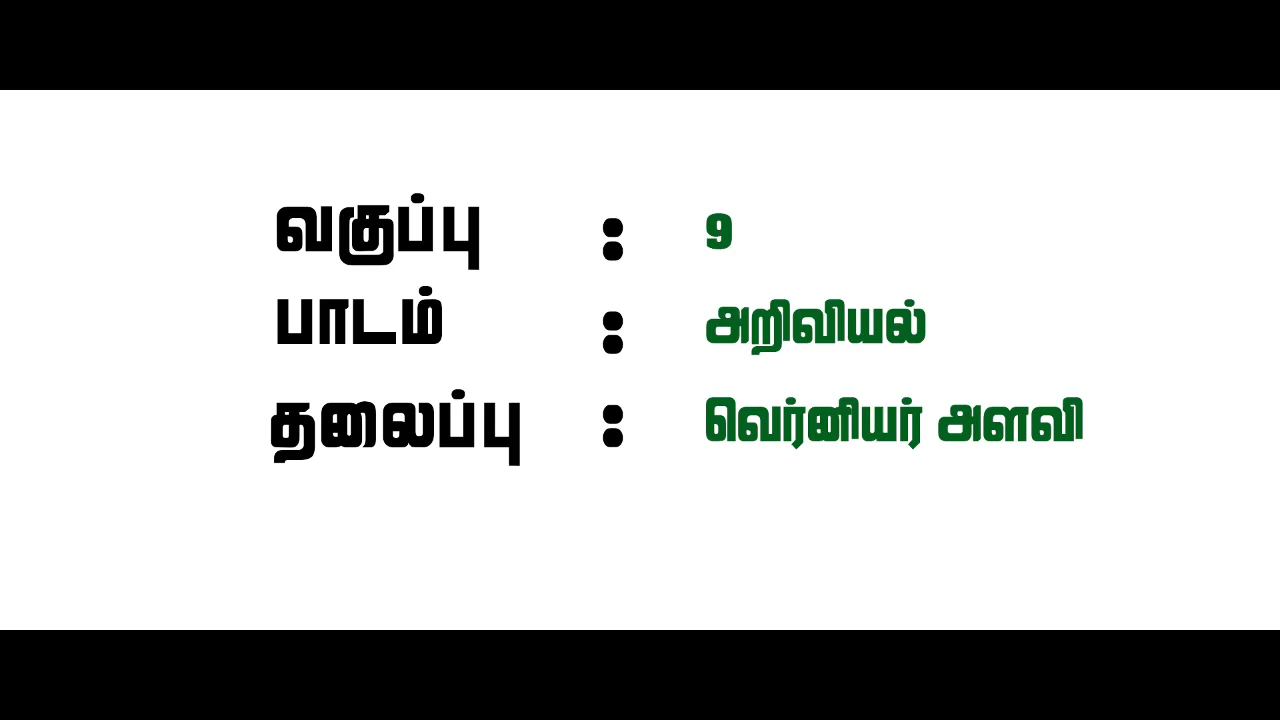 வகுப்பு : 9
பாடம் : அறிவியல்
தலைப்பு : வெர்னியர் அளவி